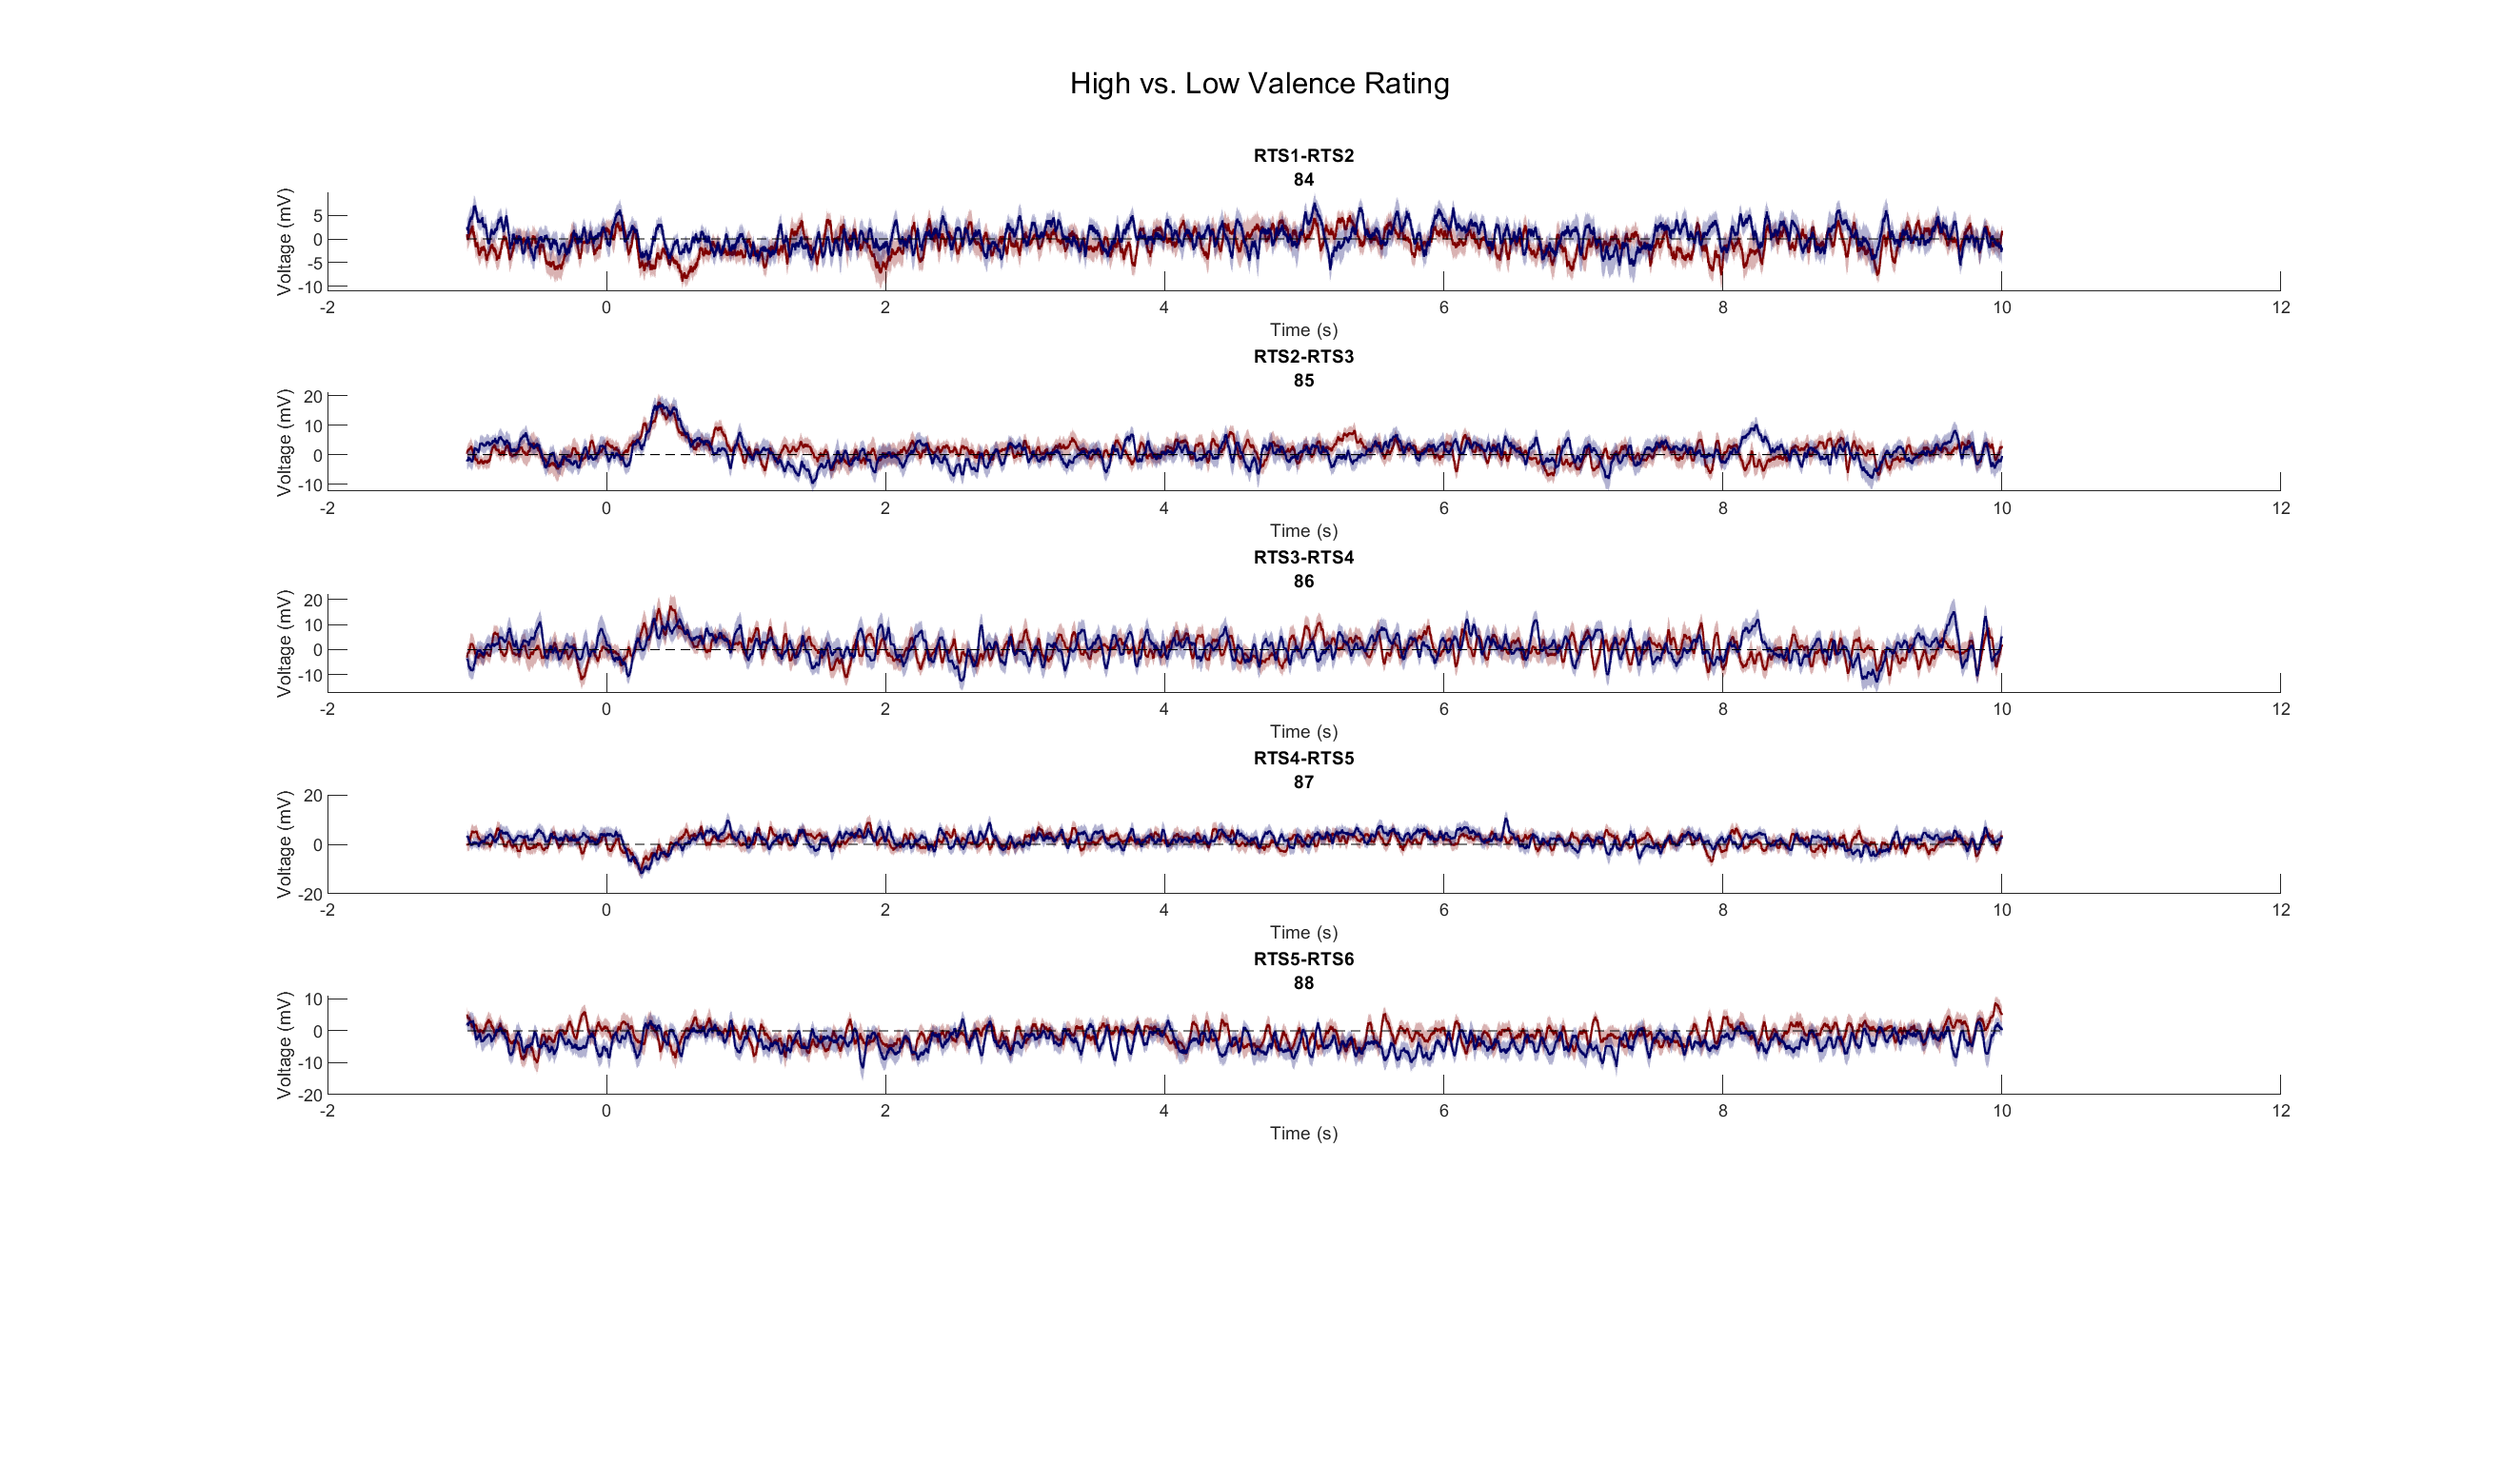 High vs. Low Valence Rating
RTS1-RTS2
84
Voltage (mV)
5
0
-5
-10
-2 0 2 4 6 8 10 12
Time (s)
RTS2-RTS3
85
Voltage (mV)
20
10
0
-10
-2 0 2 4 6 8 10 12
Time (s)
RTS3-RTS4
86
Voltage (mV)
20
10
0
-10
-2 0 2 4 6 8 10 12
Time (s)
RTS4-RTS5
87
Voltage (mV)
20
0
-20
-2 0 2 4 6 8 10 12
Time (s)
RTS5-RTS6
88
Voltage (mV)
10
0
-10
-20
-2 0 2 4 6 8 10 12
Time (s)